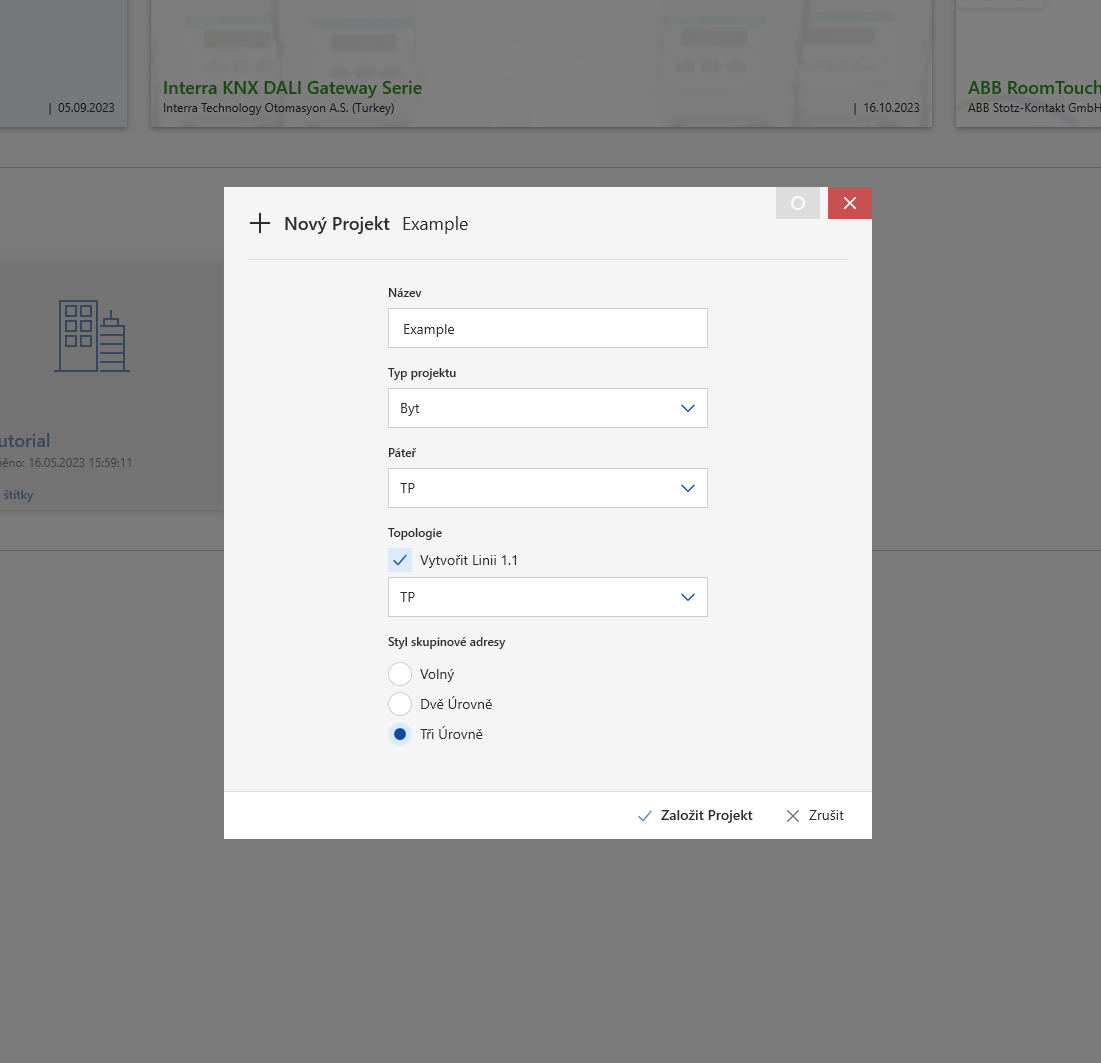 Interra KNX DALI Gateway Serie
Interra Technology Otomasyon A.S. (Turkey)
| 05.09.2023
| 16.10.2023
ABB RoomTouch
ABB Stotz-Kontakt GmbH
Nový Projekt Example
Název
Example
Typ projektu
Byt
Páteř
TP
Topologie
Vytvořit Linii 1.1
TP
Styl skupinové adresy
Volný
Dvě Úrovně
Tři Úrovně
Založit Projekt
Zrušit
utorial
něno: 16.05.2023 15:59:11
štítky